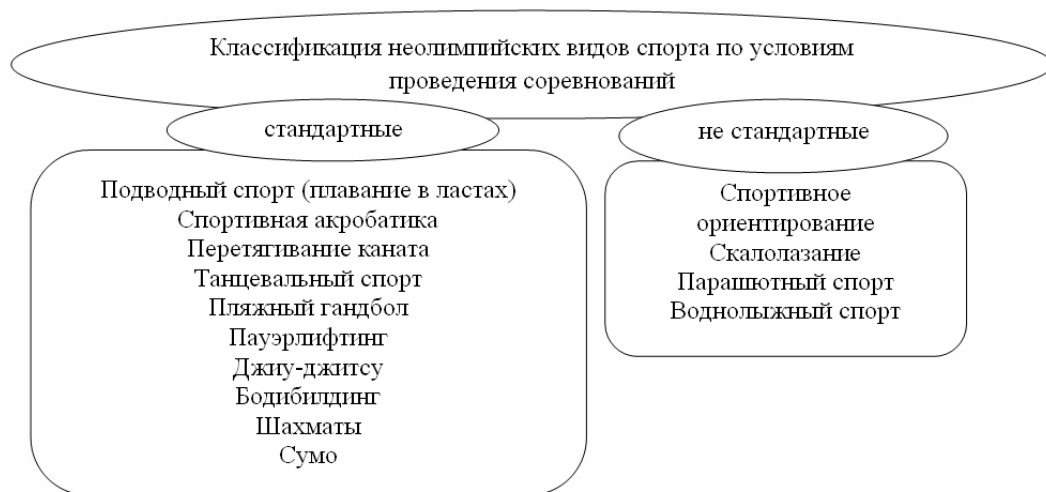 Классификация неолимпийских видов спорта по условиям
проведения соревнований
стандартные
не стандартные
Подводный спорт (плавание в ластах)
Спортивная акробатика
Перетягивание каната
Танцевальный спорт
Пляжный гандбол
Пауэрлифтинг
Джиу-джитсу
Бодибилдинг
Шахматы
Сумо
Спортивное
ориентирование
Скалолазание
Парашютный спорт
Воднолыжный спорт